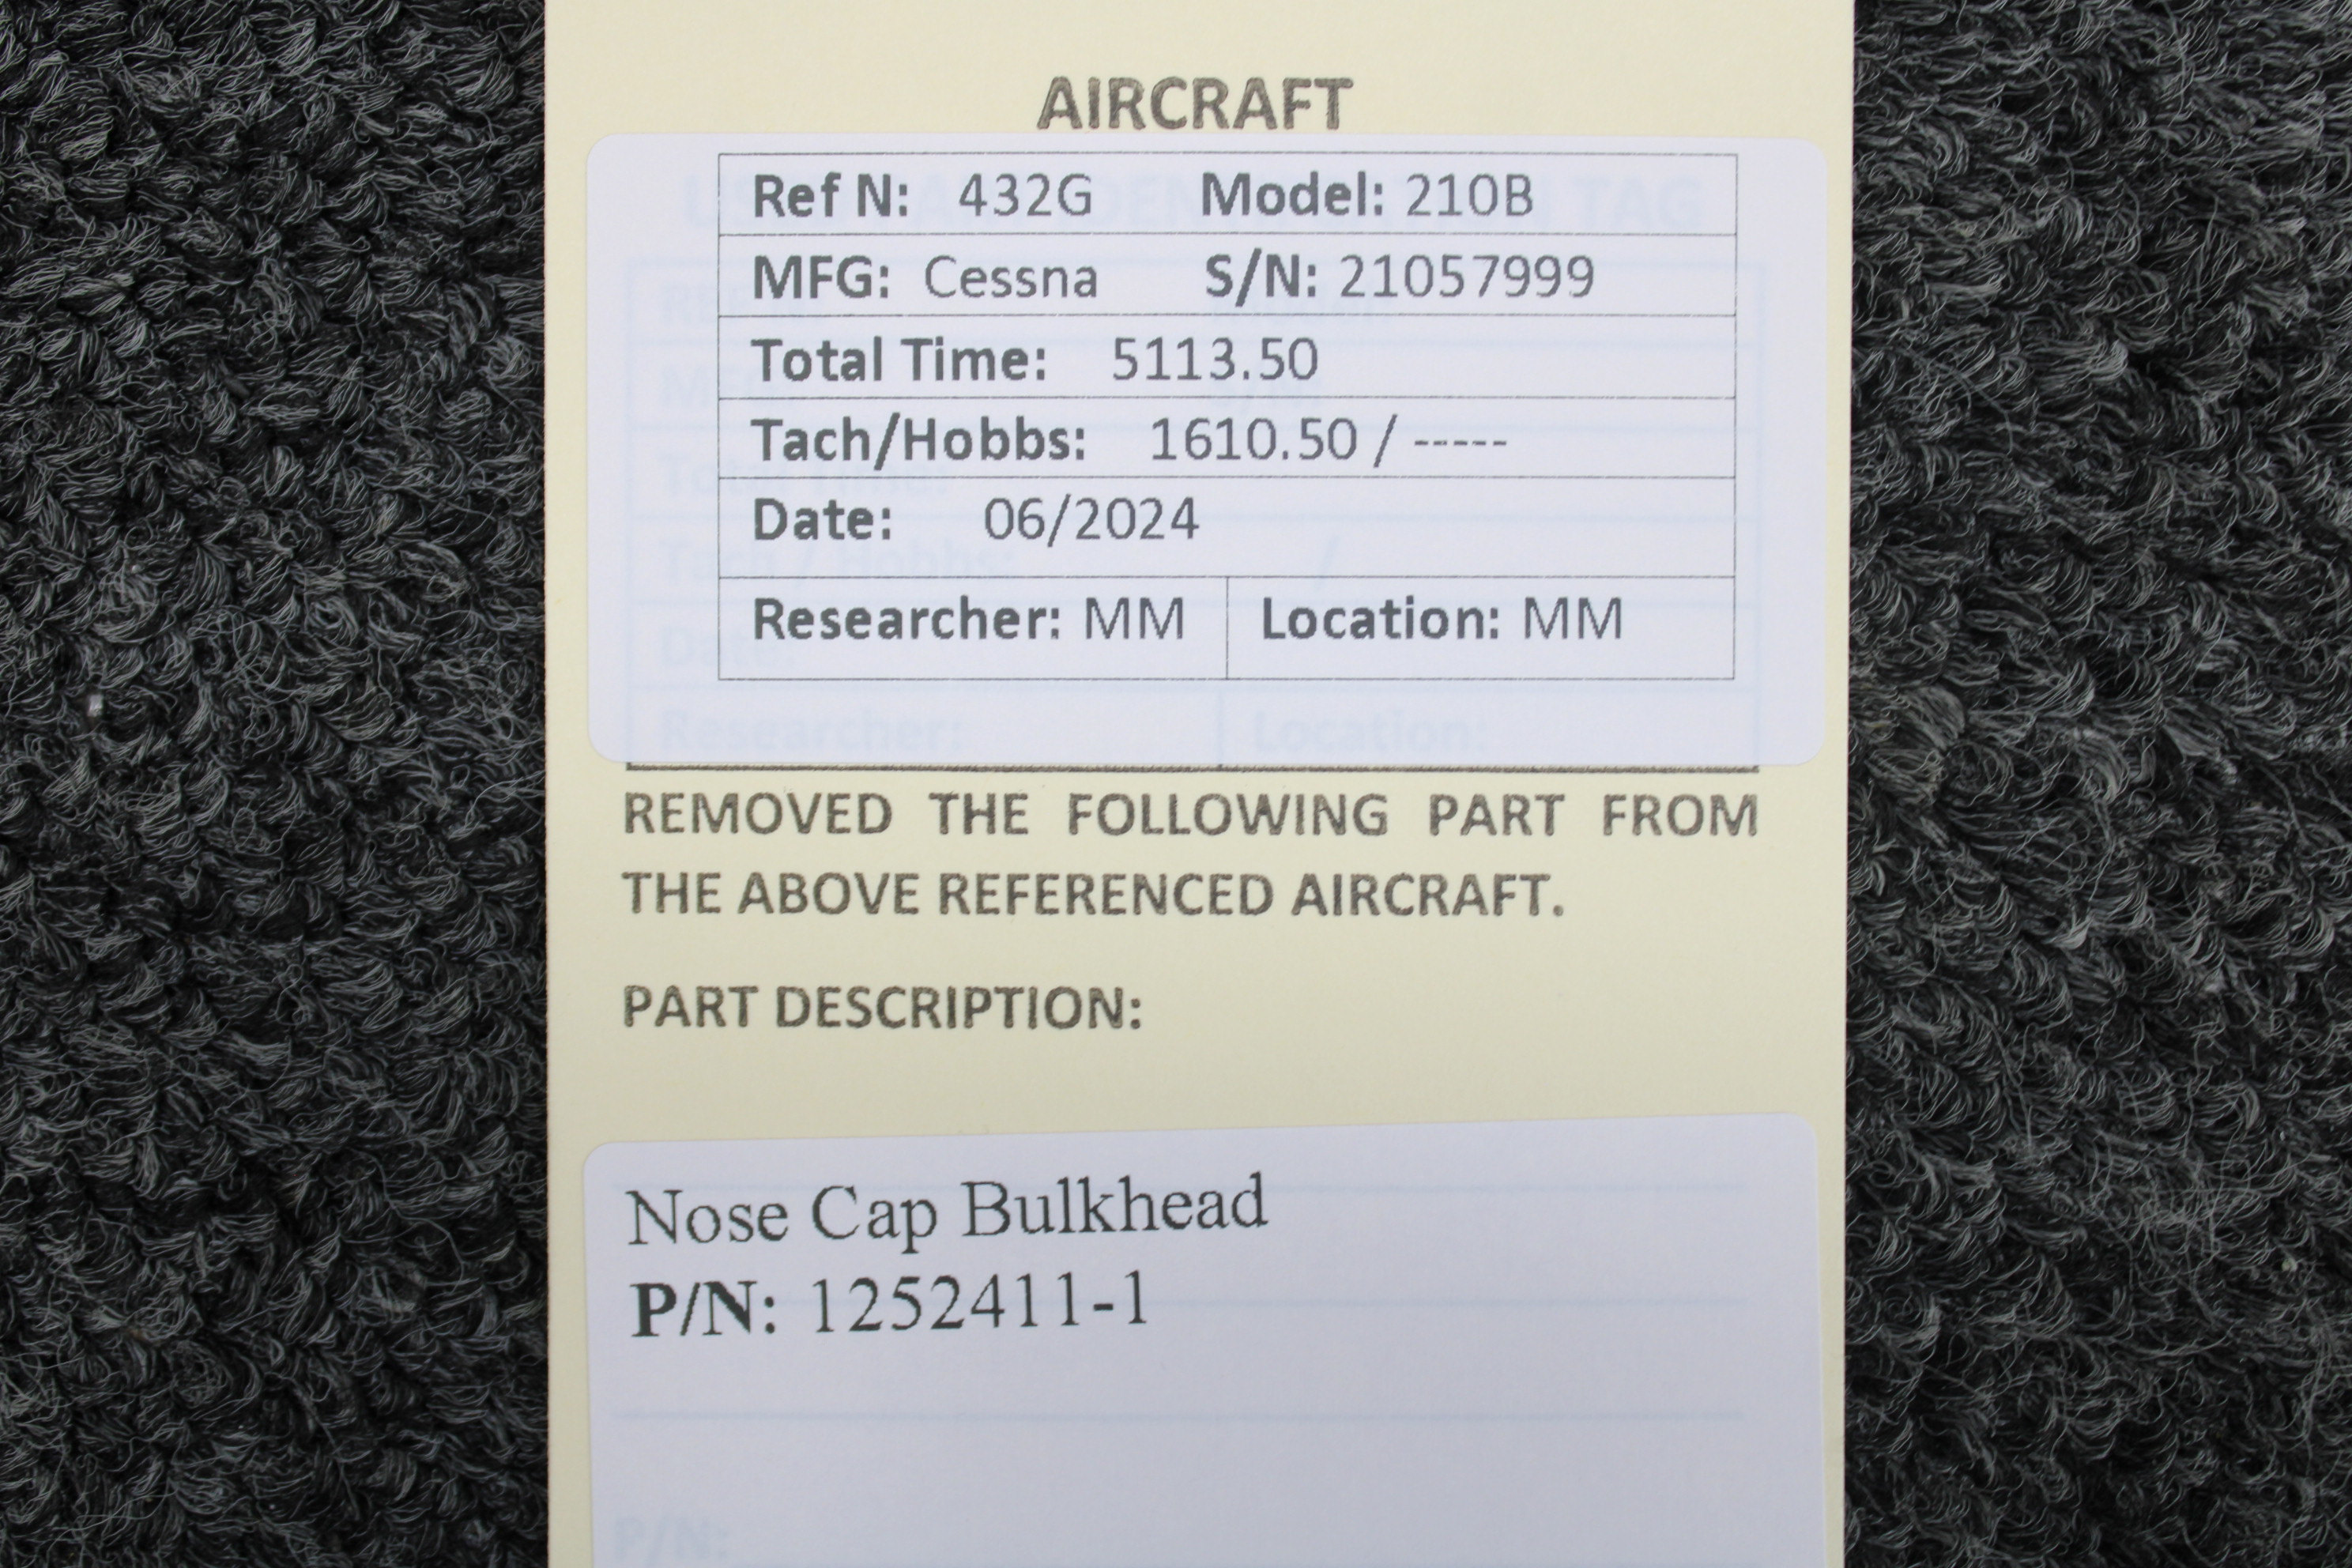 AIRCRAFT
Ref N: 432G Model: 210B
MFG: Cessna S/N: 21057999
Total Time: 5113.50
Tach/Hobbs: 1610.50 / -----
Date: 06/2024
Researcher: MM Location: MM
Researcher: Location:
REMOVED THE FOLLOWING PART FROM
THE ABOVE REFERENCED AIRCRAFT.
PART DESCRIPTION:
Nose Cap Bulkhead
P/N: 1252411-1
P/N: